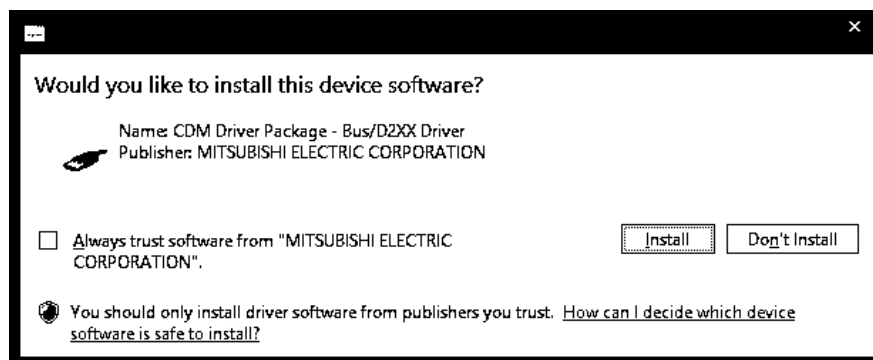 Would you like to install this device software?
Name: CDM Driver Package - Bus/D2XX Driver
Publisher: MITSUBISHI ELECTRIC CORPORATION
Always trust software from "MITSUBISHI ELECTRIC
CORPORATION".
Install
Don't Install
You should only install driver software from publishers you trust. How can I decide which device
software is safe to install?